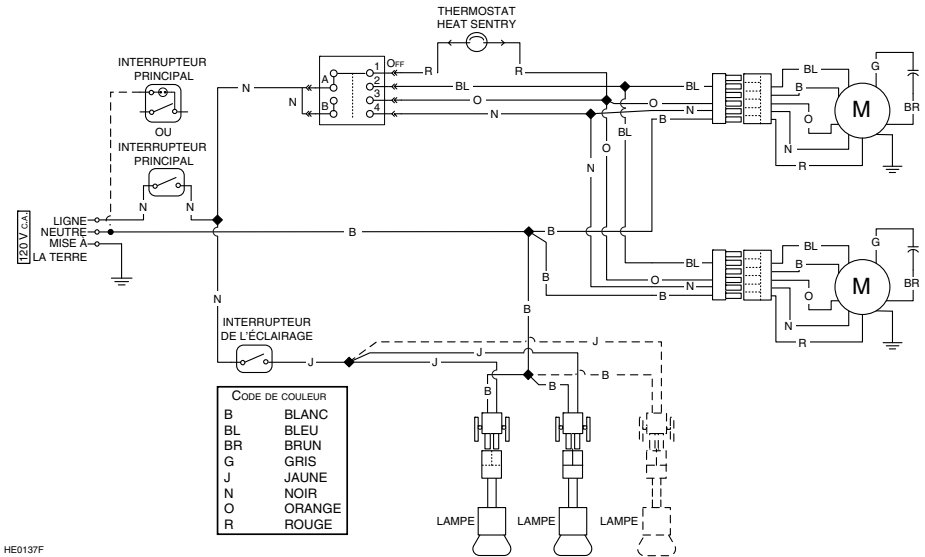 THERMOSTAT
HEAT SENTRY
INTERRUPTEUR
PRINCIPAL
OU
INTERRUPTEUR
PRINCIPAL
N
N
N
N
A
B
1
2
3
4
OFF
R
R
BL
O
N
BL
O
N
B
BL
O
N
BL
B
O
N
R
G
BR
M
120 V C.A.
LIGNE
NEUTRE
MISE À
LA TERRE
B
B
B
B
BL
O
N
B
BL
B
O
N
R
G
BR
M
N
INTERRUPTEUR
DE L'ÉCLAIRAGE
J
J
J
J
B
B
B
CODE DE COULEUR
B BLANC
BL BLEU
BR BRUN
G GRIS
J JAUNE
N NOIR
O ORANGE
R ROUGE
LAMPE
LAMPE
LAMPE
HE0137F